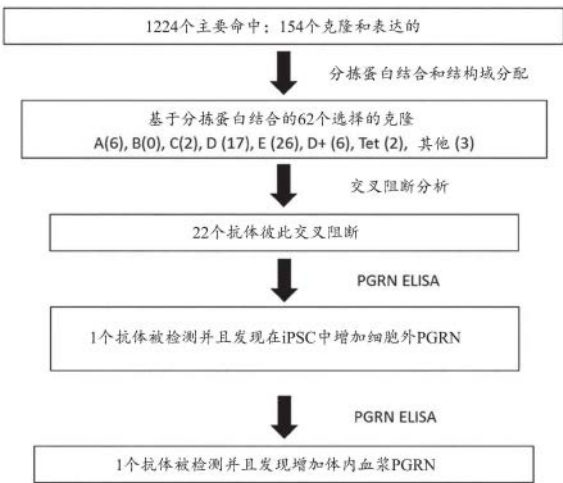 1224个主要命中；154个克隆和表达的
分拣蛋白结合和结构域分配
基于分拣蛋白结合的62个选择的克隆
A(6), B(0), C(2), D (17), E (26), D+ (6), Tet (2), 其他 (3)
交叉阻断分析
22个抗体彼此交叉阻断
PGRN ELISA
1个抗体被检测并且发现在iPSC中增加细胞外PGRN
PGRN ELISA
1个抗体被检测并且发现增加体内血浆PGRN